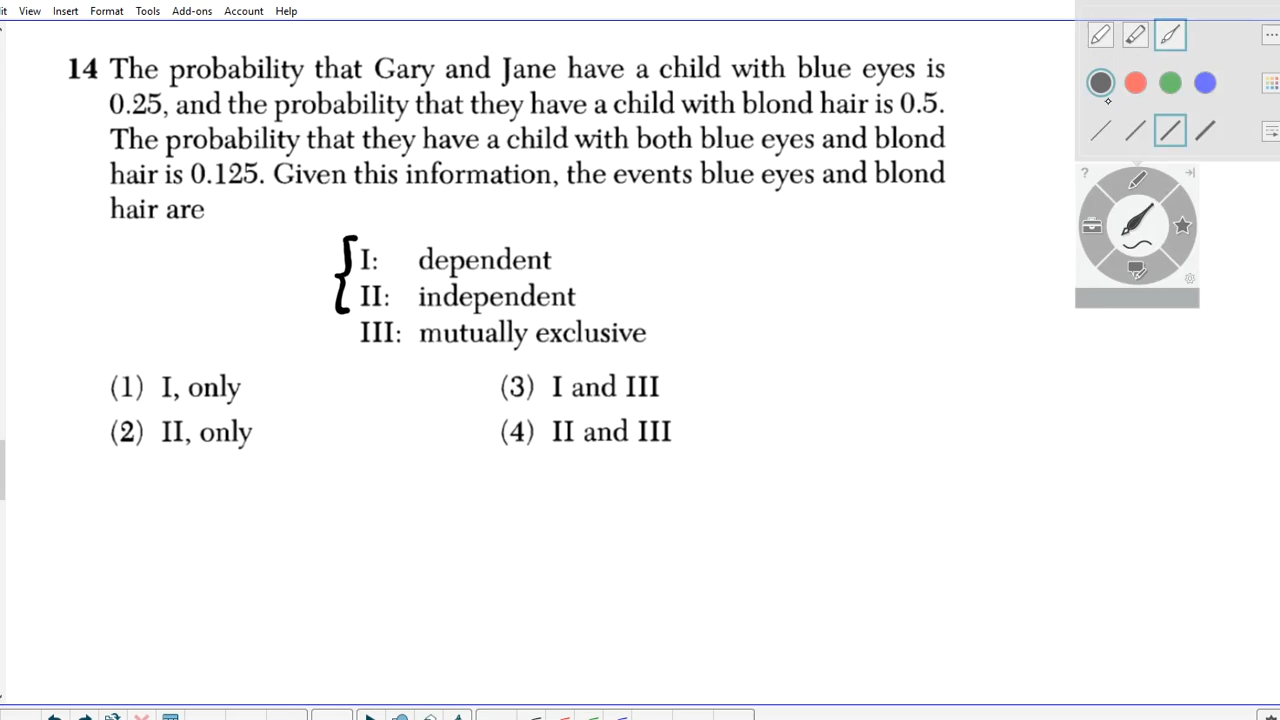 it View Insert Format Tools Add-ons Account Help
14 The probability that Gary and Jane have a child with blue eyes is
0.25, and the probability that they have a child with blond hair is 0.5.
The probability that they have a child with both blue eyes and blond
hair is 0.125. Given this information, the events blue eyes and blond
hair are
I: dependent
II: independent
III: mutually exclusive
(1) I, only (3) I and III
(2) II, only (4) II and III